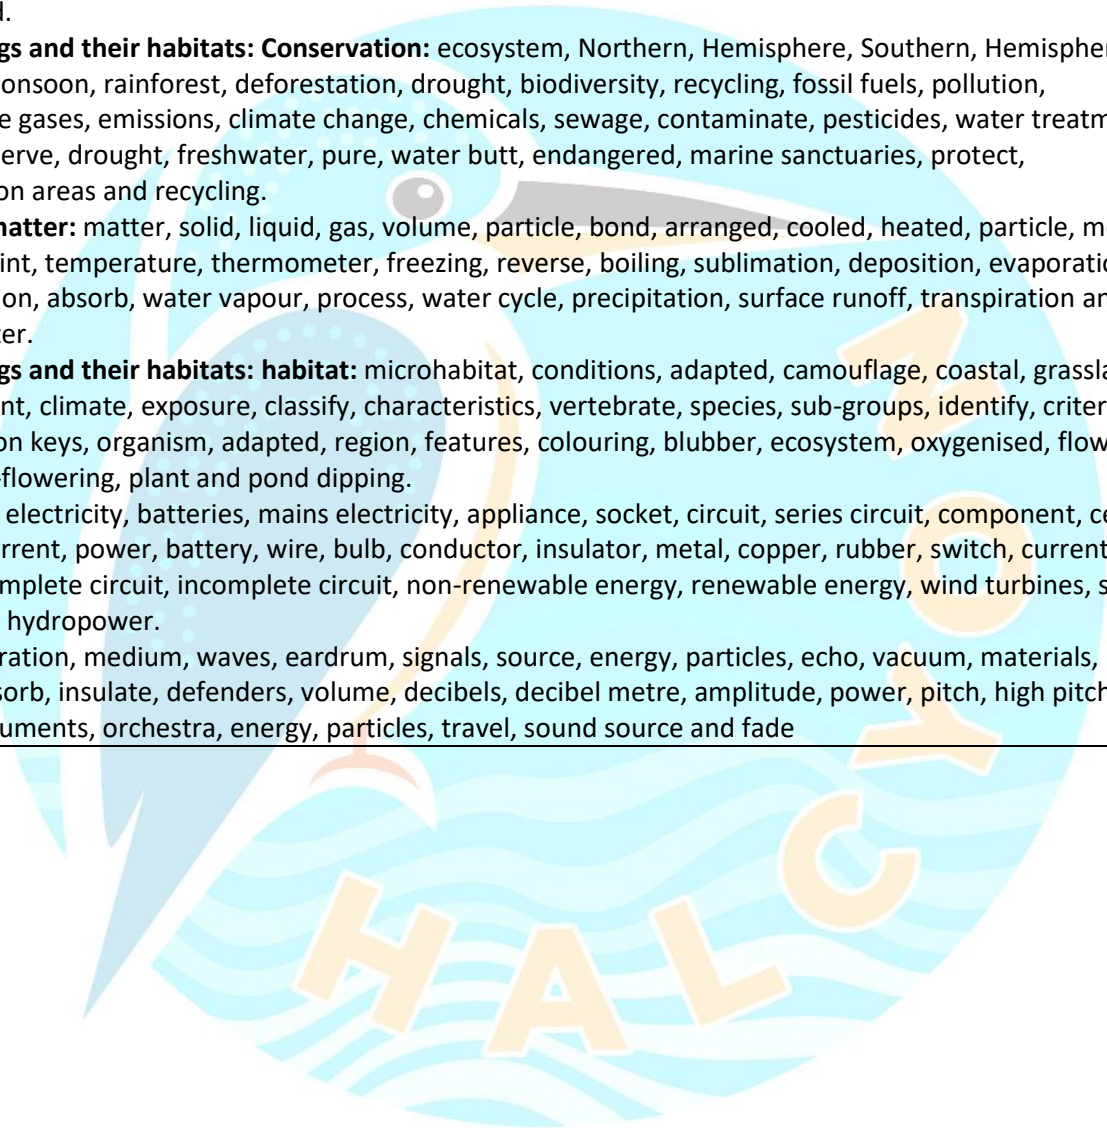 d.
gs and their habitats: Conservation: ecosystem, Northern, Hemisphere, Southern, Hemispher
onsoon, rainforest, deforestation, drought, biodiversity, recycling, fossil fuels, pollution,
e gases, emissions, climate change, chemicals, sewage, contaminate, pesticides, water treatm
erve, drought, freshwater, pure, water butt, endangered, marine sanctuaries, protect,
on areas and recycling.
natter: matter, solid, liquid, gas, volume, particle, bond, arranged, cooled, heated, particle, m
int, temperature, thermometer, freezing, reverse, boiling, sublimation, deposition, evaporatio
on, absorb, water vapour, process, water cycle, precipitation, surface runoff, transpiration an
ter.
gs and their habitats: habitat: microhabitat, conditions, adapted, camouflage, coastal, grassla
nt, climate, exposure, classify, characteristics, vertebrate, species, sub-groups, identify, criter
on keys, organism, adapted, region, features, colouring, blubber, ecosystem, oxygenised, flow
-flowering, plant and pond dipping.
electricity, batteries, mains electricity, appliance, socket, circuit, series circuit, component, ce
urrent, power, battery, wire, bulb, conductor, insulator, metal, copper, rubber, switch, current
mplete circuit, incomplete circuit, non-renewable energy, renewable energy, wind turbines, s
hydropower.
ration, medium, waves, eardrum, signals, source, energy, particles, echo, vacuum, materials,
sorb, insulate, defenders, volume, decibels, decibel metre, amplitude, power, pitch, high pitch
uments, orchestra, energy, particles, travel, sound source and fade
HALCYON